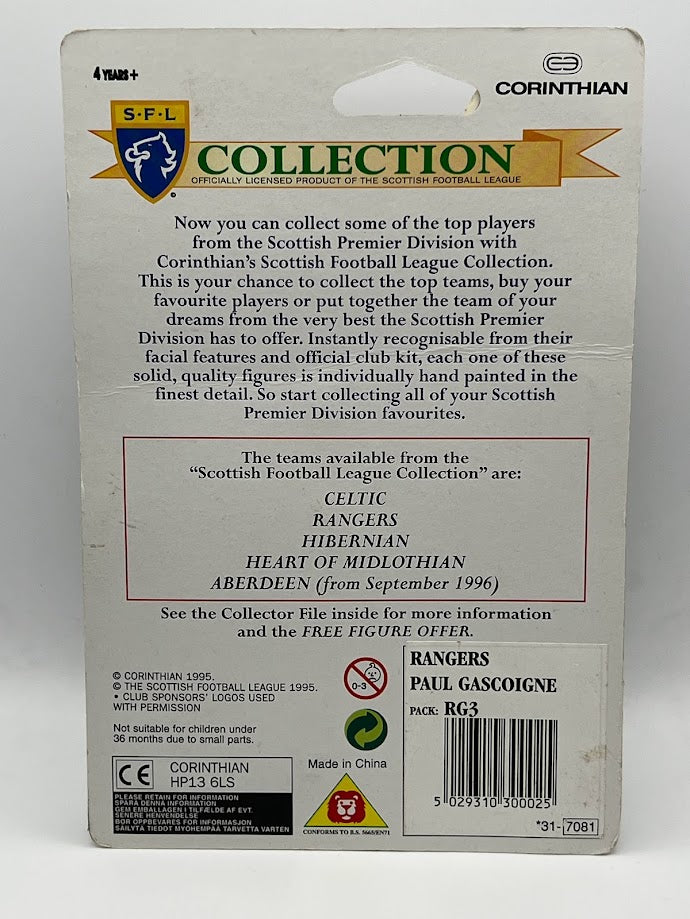 4 YEARS +
CORINTHIAN
S·F·L
COLLECTION
OFFICIALLY LICENSED PRODUCT OF THE SCOTTISH FOOTBALL LEAGUE
Now you can collect some of the top players
from the Scottish Premier Division with
Corinthian's Scottish Football League Collection.
This is your chance to collect the top teams, buy your
favourite players or put together the team of your
dreams from the very best the Scottish Premier
Division has to offer. Instantly recognisable from their
facial features and official club kit, each one of these
solid, quality figures is individually hand painted in the
finest detail. So start collecting all of your Scottish
Premier Division favourites.
The teams available from the
“Scottish Football League Collection” are:
CELTIC
RANGERS
HIBERNIAN
HEART OF MIDLOTHIAN
ABERDEEN (from September 1996)
See the Collector File inside for more information
and the FREE FIGURE OFFER.
© CORINTHIAN 1995.
© THE SCOTTISH FOOTBALL LEAGUE 1995.
• CLUB SPONSORS' LOGOS USED
WITH PERMISSION
Not suitable for children under
36 months due to small parts.
CE
CORINTHIAN
HP13 6LS
PLEASE RETAIN FOR INFORMATION
SPARA DENNA INFORMATION
GEM EMBALLAGEN I TILFÆLDE AF EVT.
SENERE HENVENDELSE
BOR OPPBEVARES FOR INFORMASJON
SÄILYTÄ TIEDOT MYÖHEMPÄÄ TARVETTA VARTEN
0-3
Made in China
CONFORMS TO B.S. 5665/EN71
RANGERS
PAUL GASCOIGNE
PACK: RG3
5 029310 300025
*31-7081